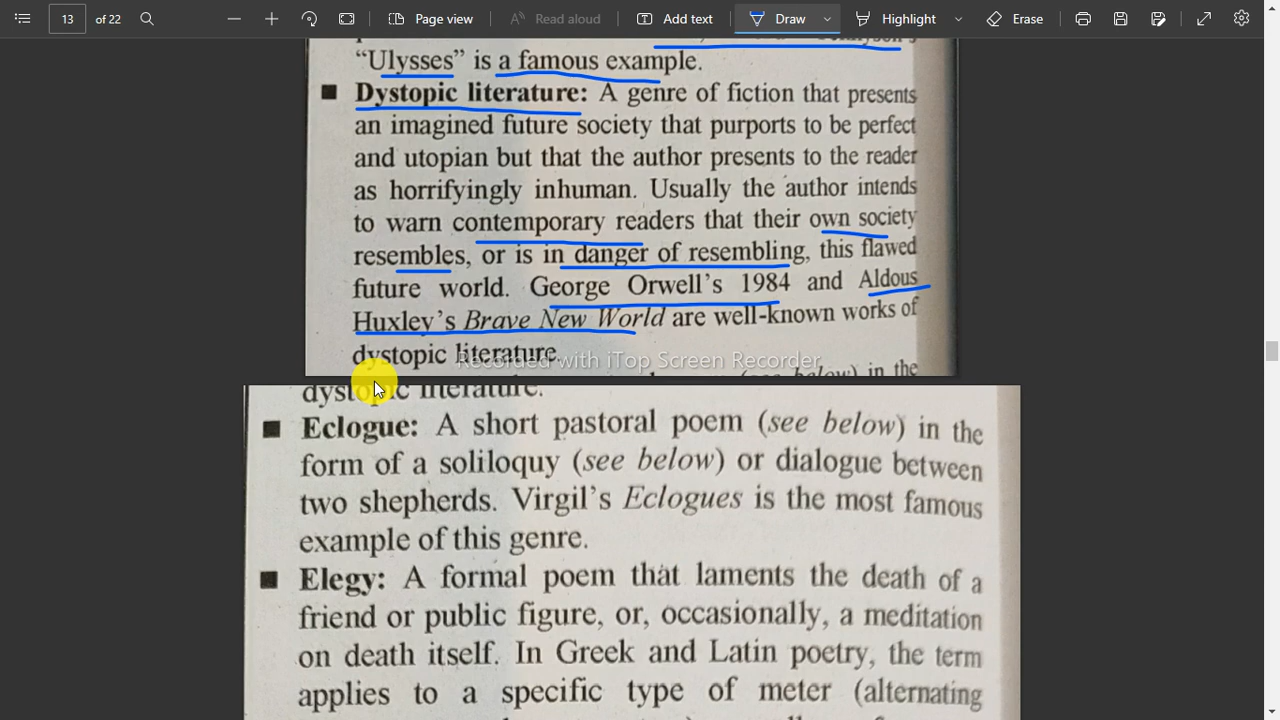 13 of 22 Page view Read aloud Add text Draw Highlight Erase
“Ulysses” is a famous example.
■ Dystopic literature: A genre of fiction that presents
an imagined future society that purports to be perfect
and utopian but that the author presents to the reader
as horrifyingly inhuman. Usually the author intends
to warn contemporary readers that their own society
resembles, or is in danger of resembling, this flawed
future world. George Orwell’s 1984 and Aldous
Huxley’s Brave New World are well-known works of
dystopic literature.
Recorded with iTop Screen Recorder
(see below) in the
dystopic literature.
■ Eclogue: A short pastoral poem (see below) in the
form of a soliloquy (see below) or dialogue between
two shepherds. Virgil’s Eclogues is the most famous
example of this genre.
■ Elegy: A formal poem that laments the death of a
friend or public figure, or, occasionally, a meditation
on death itself. In Greek and Latin poetry, the term
applies to a specific type of meter (alternating